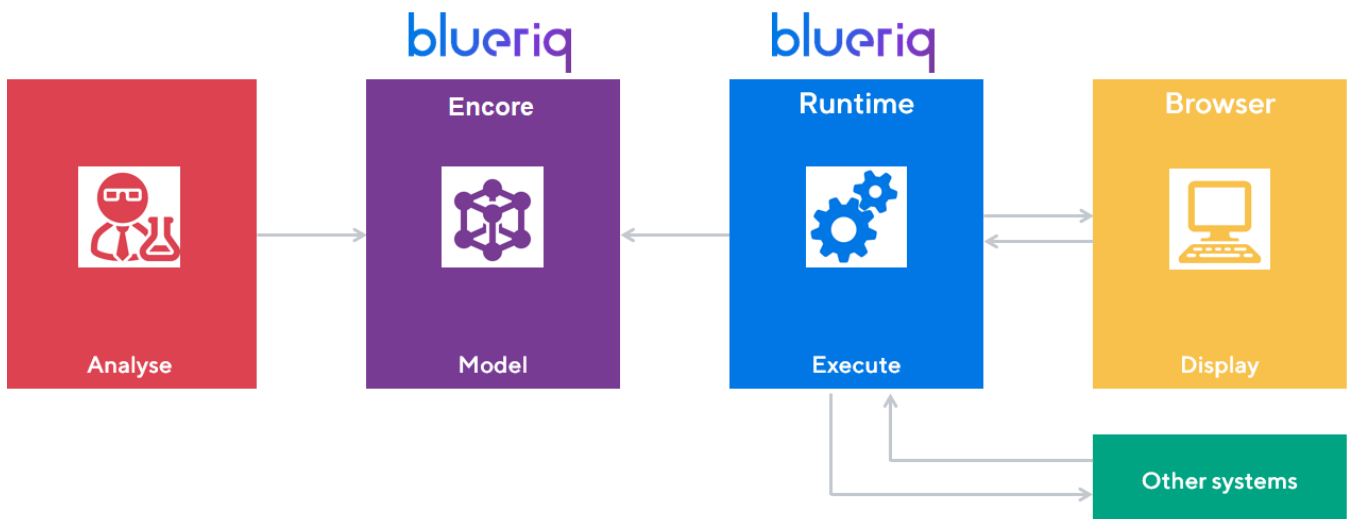 blueriq
blueriq
Encore
Runtime
Browser
Analyse
Model
Execute
Display
Other systems